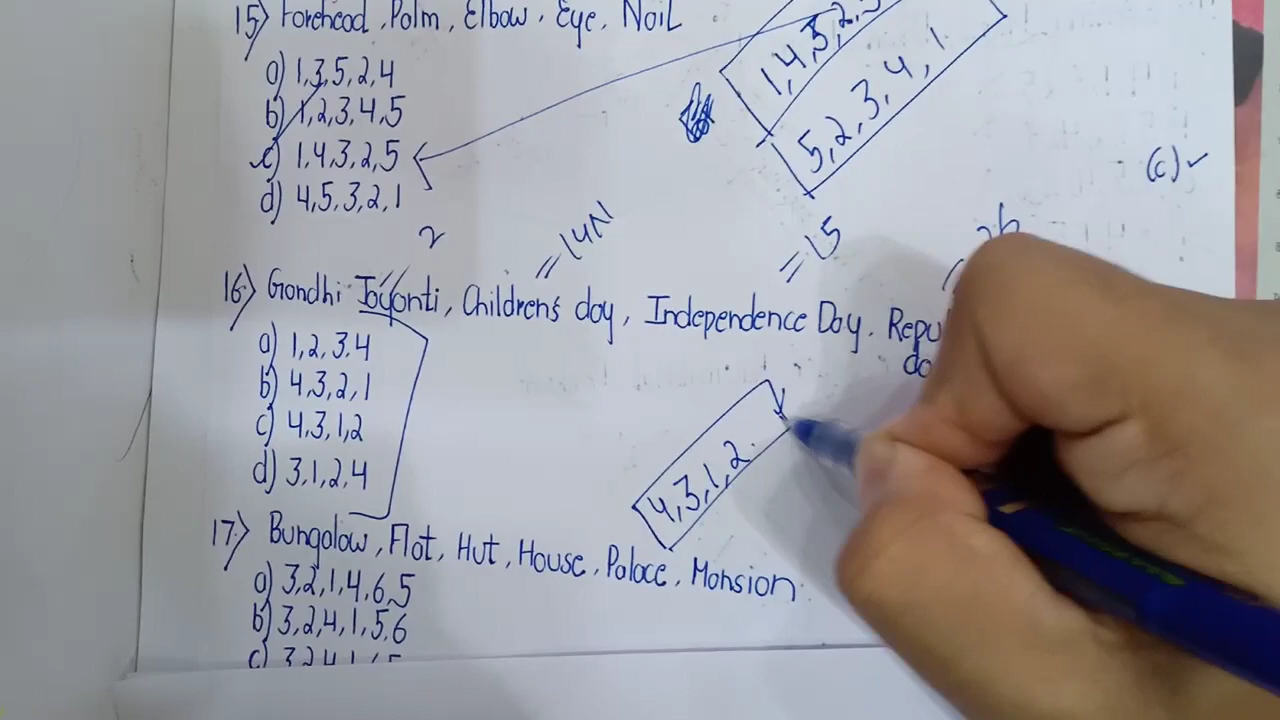 15) Forehead, Palm, Elbow, Eye, Nail
a) 1,3,5,2,4
b) 1,2,3,4,5
c) 1,4,3,2,5
d) 4,5,3,2,1
1,4,3,2,5
5,2,3,4,1
(c) ✓
2
= 14N
= 15
26
16) Gandhi Jayanti, Children's day, Independence Day,
a) 1,2,3,4
b) 4,3,2,1
c) 4,3,1,2
d) 3,1,2,4
4,3,1,2
17) Bungalow, Flat, Hut, House, Palace, Mansion
a) 3,2,1,4,6,5
b) 3,2,4,1,5,6